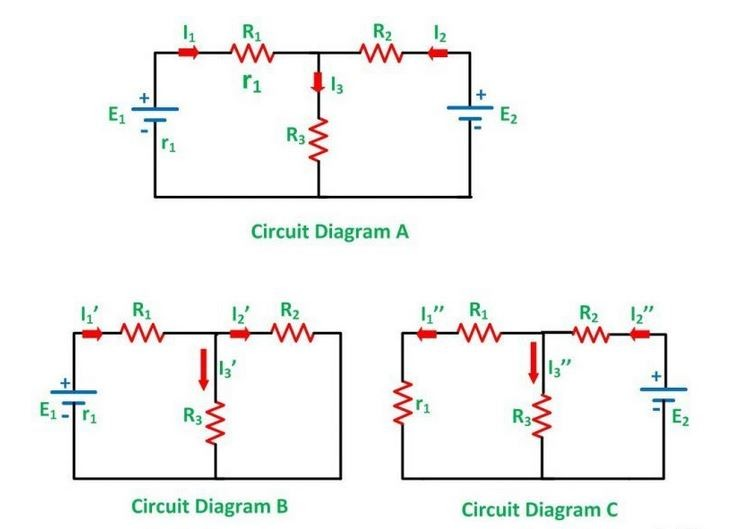 I₁ R₁ R₂ I₂
r₁ I₃
+ +
E₁ E₂
- -
r₁ R₃
Circuit Diagram A
I₁’ R₁ I₂’ R₂
I₃’
+
E₁ - r₁ R₃
Circuit Diagram B
I₁’’ R₁ R₂ I₂’’
I₃’’
+
r₁ R₃ - E₂
Circuit Diagram C